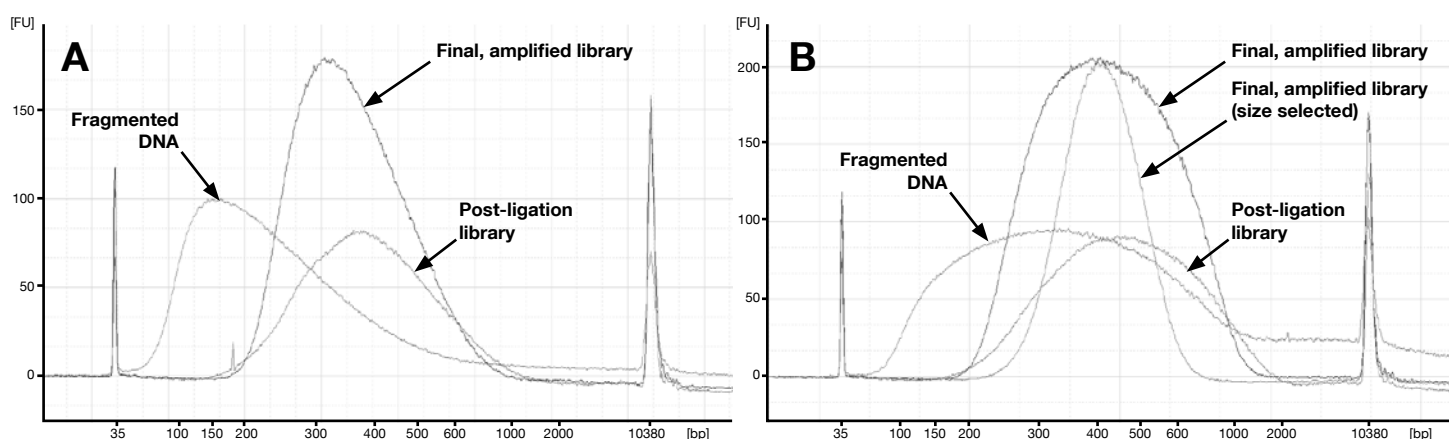 [FU]
A
Final, amplified library
Fragmented
DNA
Post-ligation
library
150
100
50
0
35 100 150 200 300 400 500 600 1000 2000 10380 [bp]
[FU]
B
Final, amplified library
Final, amplified library
(size selected)
Fragmented
DNA
Post-ligation
library
200
150
100
50
0
35 100 150 200 300 400 500 600 1000 2000 10380 [bp]